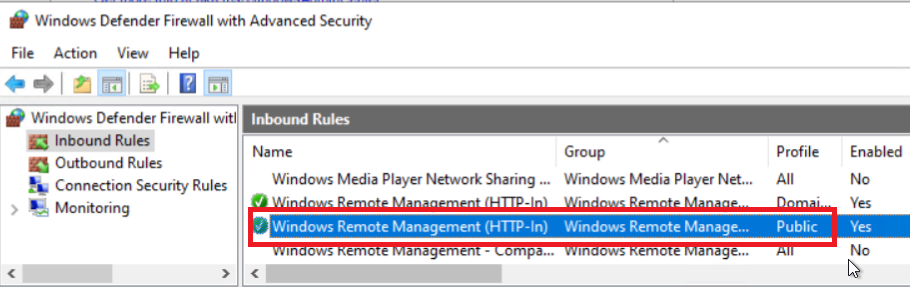 Windows Defender Firewall with Advanced Security
File Action View Help
Windows Defender Firewall witl
Inbound Rules
Outbound Rules
Connection Security Rules
Monitoring
Inbound Rules
Name Group Profile Enabled
Windows Media Player Network Sharing ... Windows Media Player Net... All No
Windows Remote Management (HTTP-In) Windows Remote Manage... Domai... Yes
Windows Remote Management (HTTP-In) Windows Remote Manage... Public Yes
Windows Remote Management - Compa... Windows Remote Manage... All No